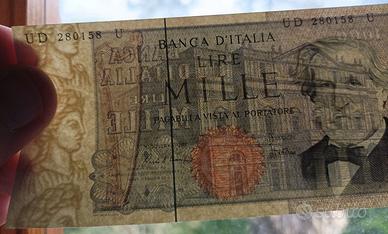 UD 280158 U
UD 280158 U
BANCA D'ITALIA
LIRE
MILLE
PAGABILI A VISTA AL PORTATORE
subito